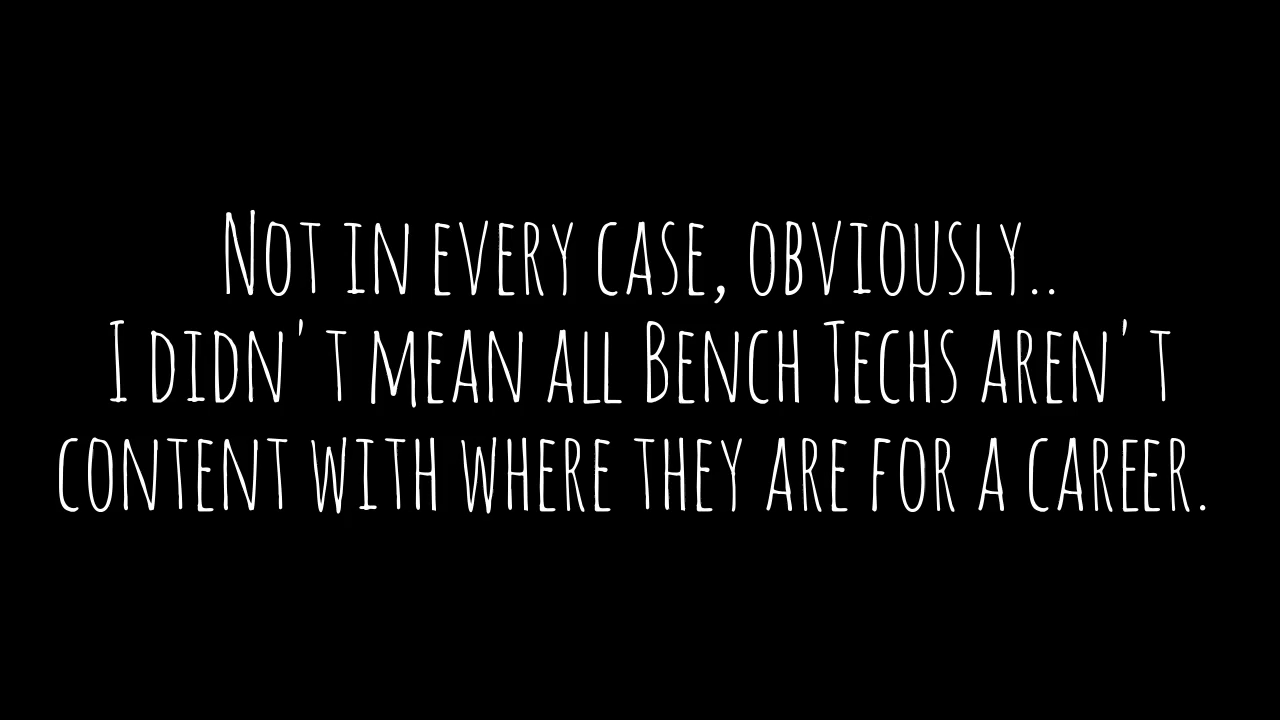 Not in every case, obviously..
I didn't mean all Bench Techs aren't
content with where they are for a career.